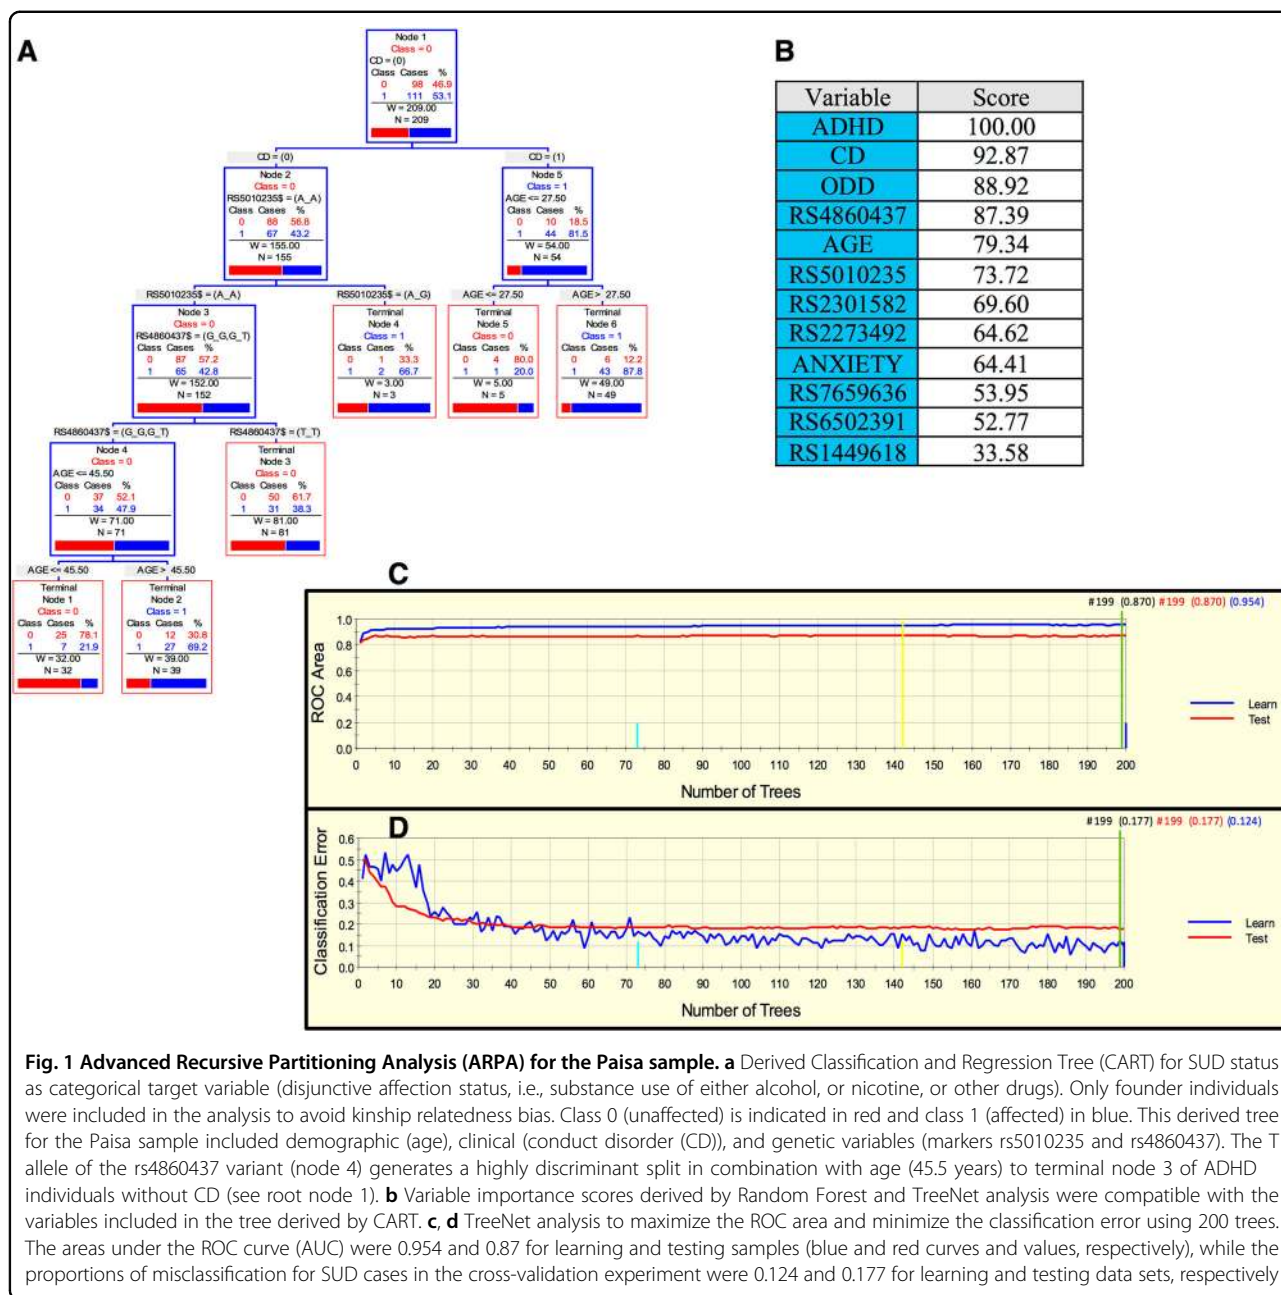 A
Node 1
Class = 0
CD = (0)
Class Cases %
0 98 46.9
1 111 53.1
W = 209.00
N = 209
CD = (0)
CD = (1)
Node 2
Class = 0
RS5010235$ = (A_A)
Class Cases %
0 88 56.8
1 67 43.2
W = 155.00
N = 155
Node 5
Class = 1
AGE <= 27.50
Class Cases %
0 10 18.5
1 44 81.5
W = 54.00
N = 54
RS5010235$ = (A_A)
RS5010235$ = (A_G)
AGE <= 27.50
AGE > 27.50
Node 3
Class = 0
RS4860437$ = (G_G,G_T)
Class Cases %
0 87 57.2
1 65 42.8
W = 152.00
N = 152
Terminal
Node 4
Class = 1
Class Cases %
0 1 33.3
1 2 66.7
W = 3.00
N = 3
Terminal
Node 5
Class = 0
Class Cases %
0 4 80.0
1 1 20.0
W = 5.00
N = 5
Terminal
Node 6
Class = 1
Class Cases %
0 6 12.2
1 43 87.8
W = 49.00
N = 49
RS4860437$ = (G_G,G_T)
RS4860437$ = (T_T)
Node 4
Class = 0
AGE <= 45.50
Class Cases %
0 37 52.1
1 34 47.9
W = 71.00
N = 71
Terminal
Node 3
Class = 0
Class Cases %
0 50 61.7
1 31 38.3
W = 81.00
N = 81
AGE <= 45.50
AGE > 45.50
Terminal
Node 1
Class = 0
Class Cases %
0 25 78.1
1 7 21.9
W = 32.00
N = 32
Terminal
Node 2
Class = 1
Class Cases %
0 12 30.8
1 27 69.2
W = 39.00
N = 39
B
Variable Score
ADHD 100.00
CD 92.87
ODD 88.92
RS4860437 87.39
AGE 79.34
RS5010235 73.72
RS2301582 69.60
RS2273492 64.62
ANXIETY 64.41
RS7659636 53.95
RS6502391 52.77
RS1449618 33.58
C
#199 (0.870) #199 (0.870) (0.954)
ROC Area
1.0
0.8
0.6
0.4
0.2
0.0
0 10 20 30 40 50 60 70 80 90 100 110 120 130 140 150 160 170 180 190 200
Number of Trees
Learn
Test
D
#199 (0.177) #199 (0.177) (0.124)
Classification Error
0.6
0.5
0.4
0.3
0.2
0.1
0.0
0 10 20 30 40 50 60 70 80 90 100 110 120 130 140 150 160 170 180 190 200
Number of Trees
Learn
Test
Fig. 1 Advanced Recursive Partitioning Analysis (ARPA) for the Paisa sample. a Derived Classification and Regression Tree (CART) for SUD status
as categorical target variable (disjunctive affection status, i.e., substance use of either alcohol, or nicotine, or other drugs). Only founder individuals
were included in the analysis to avoid kinship relatedness bias. Class 0 (unaffected) is indicated in red and class 1 (affected) in blue. This derived tree
for the Paisa sample included demographic (age), clinical (conduct disorder (CD)), and genetic variables (markers rs5010235 and rs4860437). The T
allele of the rs4860437 variant (node 4) generates a highly discriminant split in combination with age (45.5 years) to terminal node 3 of ADHD
individuals without CD (see root node 1). b Variable importance scores derived by Random Forest and TreeNet analysis were compatible with the
variables included in the tree derived by CART. c, d TreeNet analysis to maximize the ROC area and minimize the classification error using 200 trees.
The areas under the ROC curve (AUC) were 0.954 and 0.87 for learning and testing samples (blue and red curves and values, respectively), while the
proportions of misclassification for SUD cases in the cross-validation experiment were 0.124 and 0.177 for learning and testing data sets, respectively